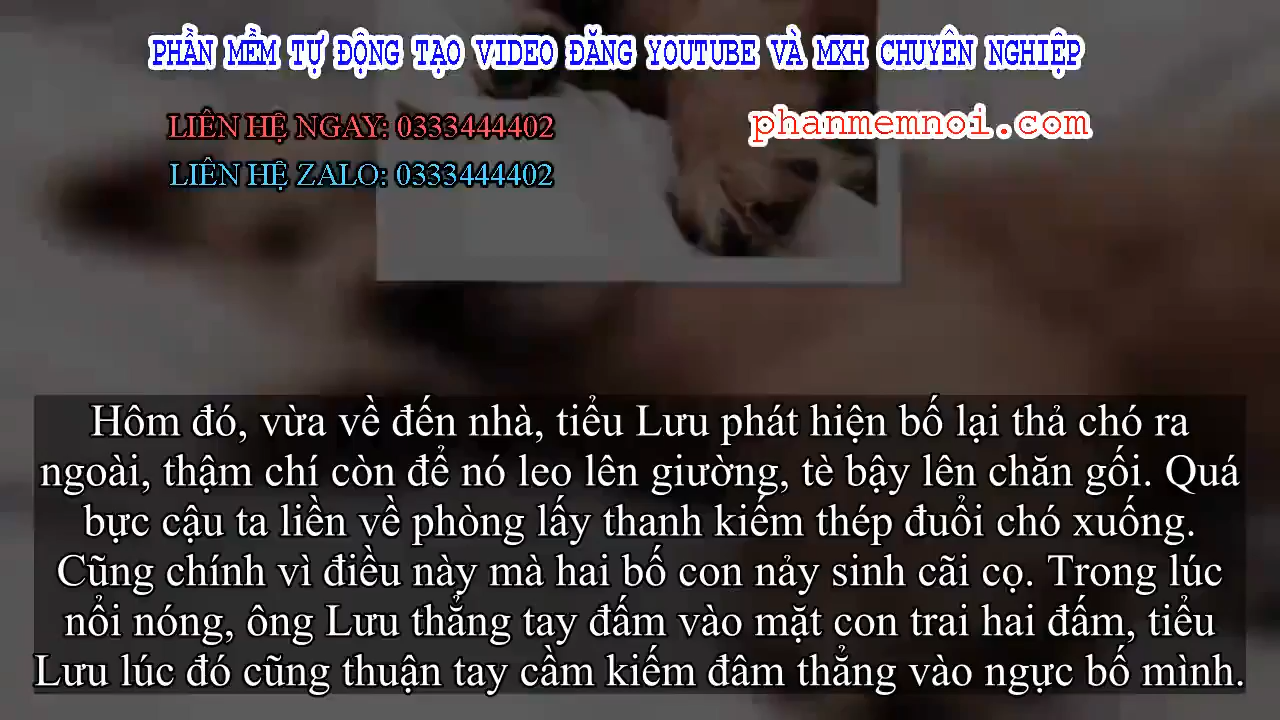 PHẦN MỀM TỰ ĐỘNG TẠO VIDEO ĐĂNG YOUTUBE VÀ MXH CHUYÊN NGHIỆP
LIÊN HỆ NGAY: 0333444402
phanmemnoi.com
LIÊN HỆ ZALO: 0333444402
Hôm đó, vừa về đến nhà, tiểu Lưu phát hiện bố lại thả chó ra
ngoài, thậm chí còn để nó leo lên giường, tè bậy lên chăn gối. Quá
bực cậu ta liền về phòng lấy thanh kiếm thép đuổi chó xuống.
Cũng chính vì điều này mà hai bố con nảy sinh cãi cọ. Trong lúc
nổi nóng, ông Lưu thẳng tay đấm vào mặt con trai hai đấm, tiểu
Lưu lúc đó cũng thuận tay cầm kiếm đâm thẳng vào ngực bố mình.